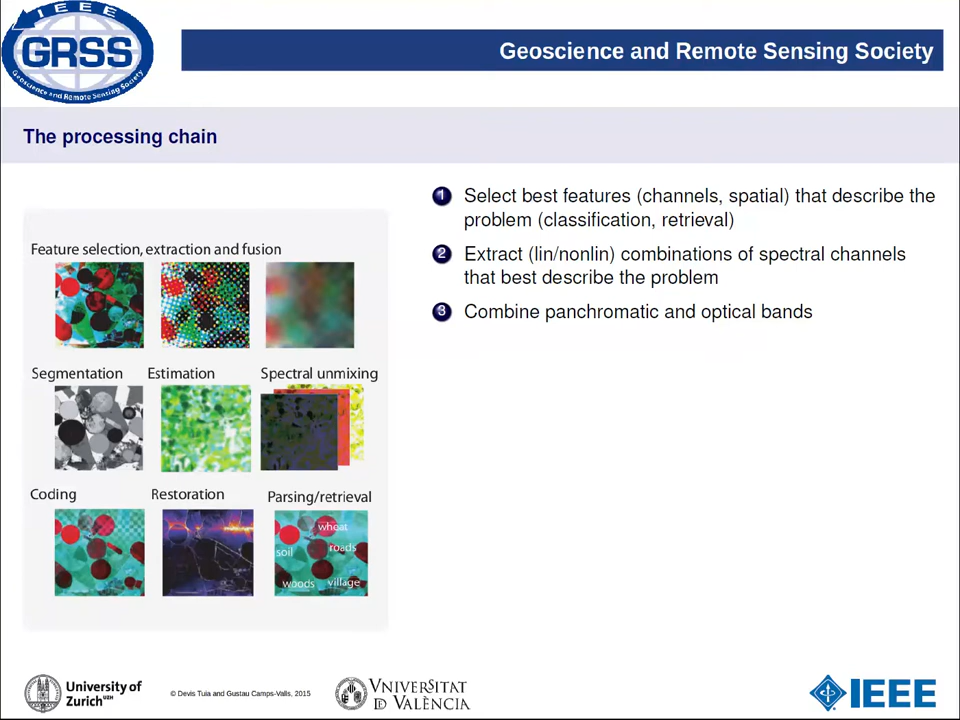 IEEE
GRSS
Geoscience and Remote Sensing Society
Geoscience and Remote Sensing Society
The processing chain
Feature selection, extraction and fusion
Segmentation
Estimation
Spectral unmixing
Coding
Restoration
Parsing/retrieval
wheat
soil
roads
woods
village
1 Select best features (channels, spatial) that describe the
problem (classification, retrieval)
2 Extract (lin/nonlin) combinations of spectral channels
that best describe the problem
3 Combine panchromatic and optical bands
University of
Zurich UZH
© Devis Tuia and Gustau Camps-Valls, 2015
VNIVERSITAT
ID VALÈNCIA
IEEE